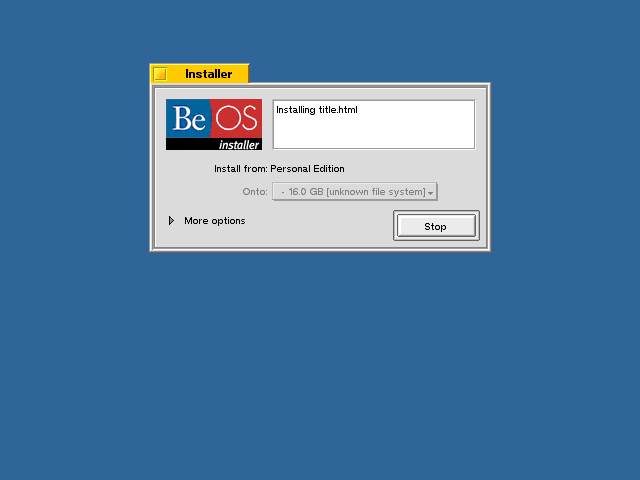 Installer
Be OS
installer
Installing title.html
Install from: Personal Edition
Onto: - 16.0 GB [unknown file system]
More options
Stop